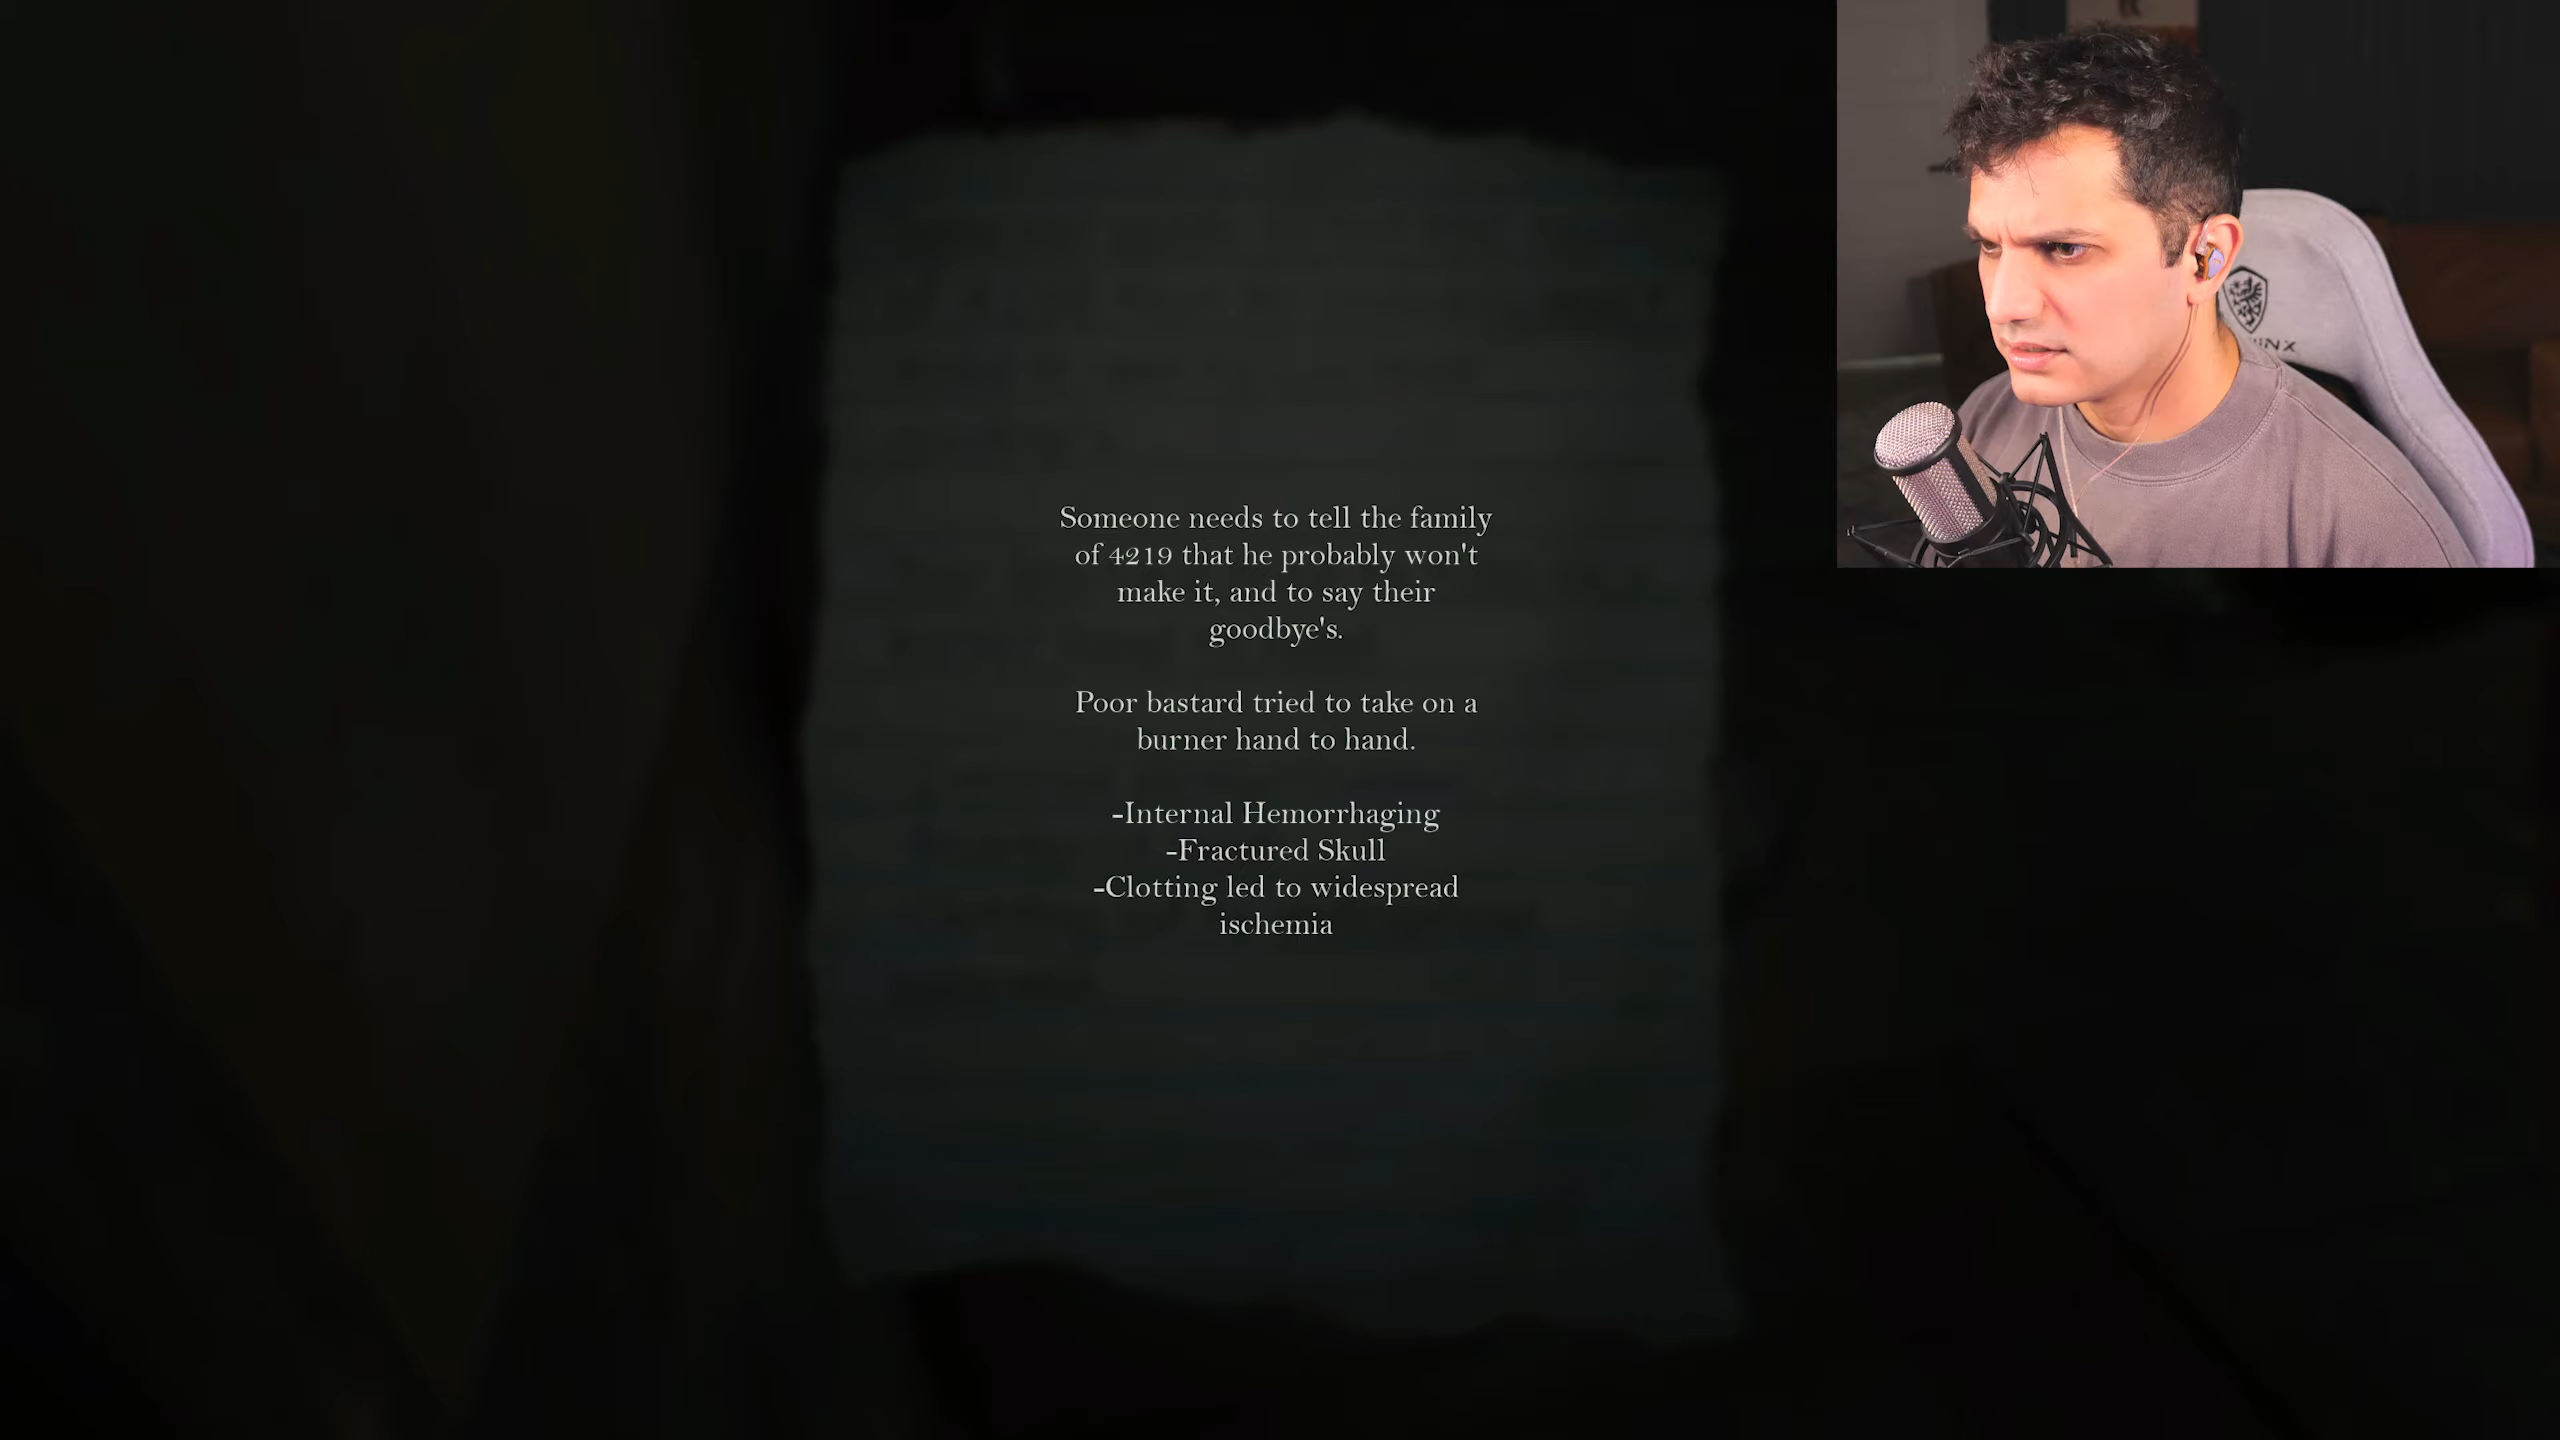 Someone needs to tell the family
of 4219 that he probably won't
make it, and to say their
goodbye's.
Poor bastard tried to take on a
burner hand to hand.
-Internal Hemorrhaging
-Fractured Skull
-Clotting led to widespread
ischemia